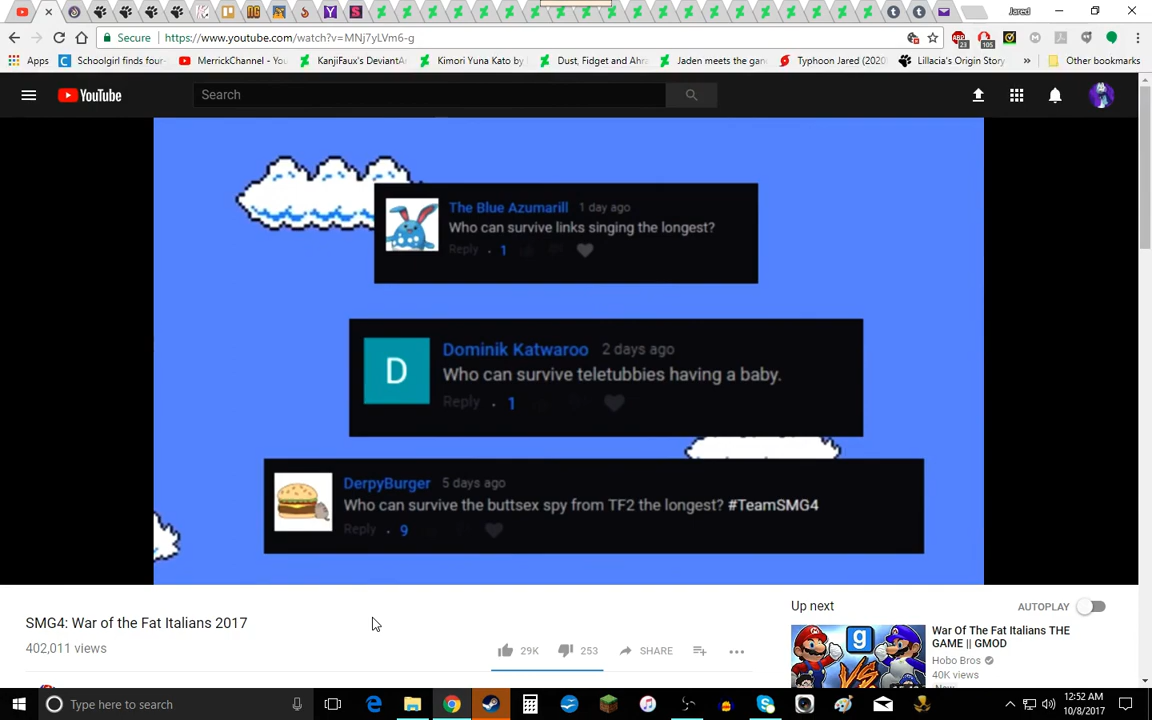 Jared
Secure https://www.youtube.com/watch?v=MNj7yLVm6-g
23
105
Apps Schoolgirl finds four- MerrickChannel - You KanjiFaux's DeviantAr Kimori Yuna Kato by Dust, Fidget and Ahra Jaden meets the gan Typhoon Jared (2020 Lillacia's Origin Story » Other bookmarks
YouTube
Search
The Blue Azumarill 1 day ago
Who can survive links singing the longest?
Reply · 1
D
Dominik Katwaroo 2 days ago
Who can survive teletubbies having a baby.
Reply · 1
DerpyBurger 5 days ago
Who can survive the buttsex spy from TF2 the longest? #TeamSMG4
Reply · 9
SMG4: War of the Fat Italians 2017
402,011 views
29K 253 SHARE
Up next AUTOPLAY
War Of The Fat Italians THE
GAME || GMOD
Hobo Bros
40K views
New
VS
Type here to search
12:52 AM
10/8/2017